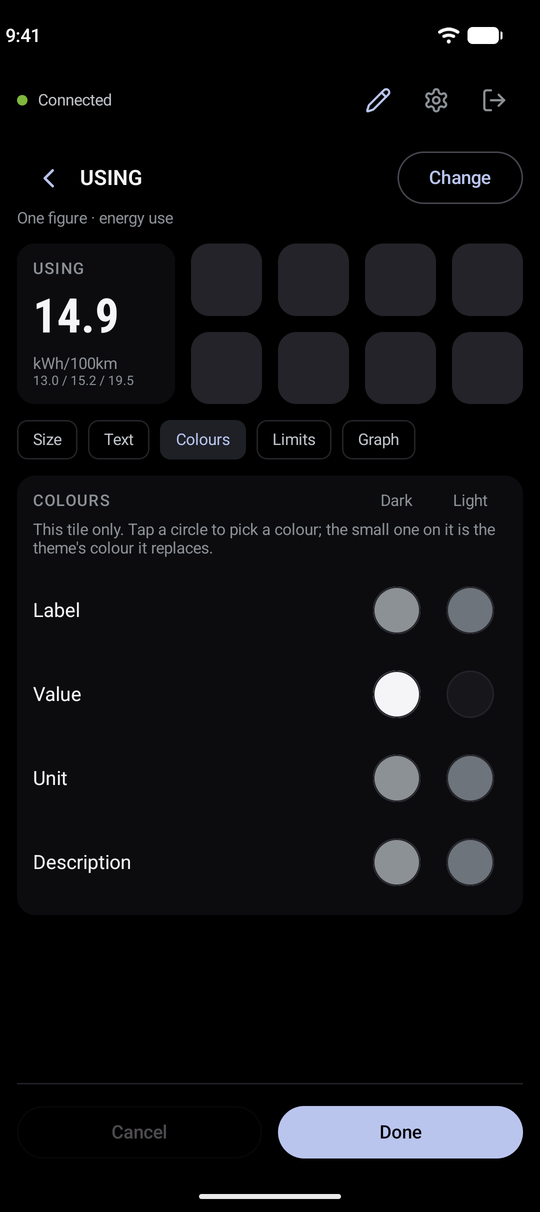 9:41
Connected
USING
Change
One figure · energy use
USING
14.9
kWh/100km
13.0 / 15.2 / 19.5
Size
Text
Colours
Limits
Graph
COLOURS
Dark
Light
This tile only. Tap a circle to pick a colour; the small one on it is the
theme's colour it replaces.
Label
Value
Unit
Description
Cancel
Done